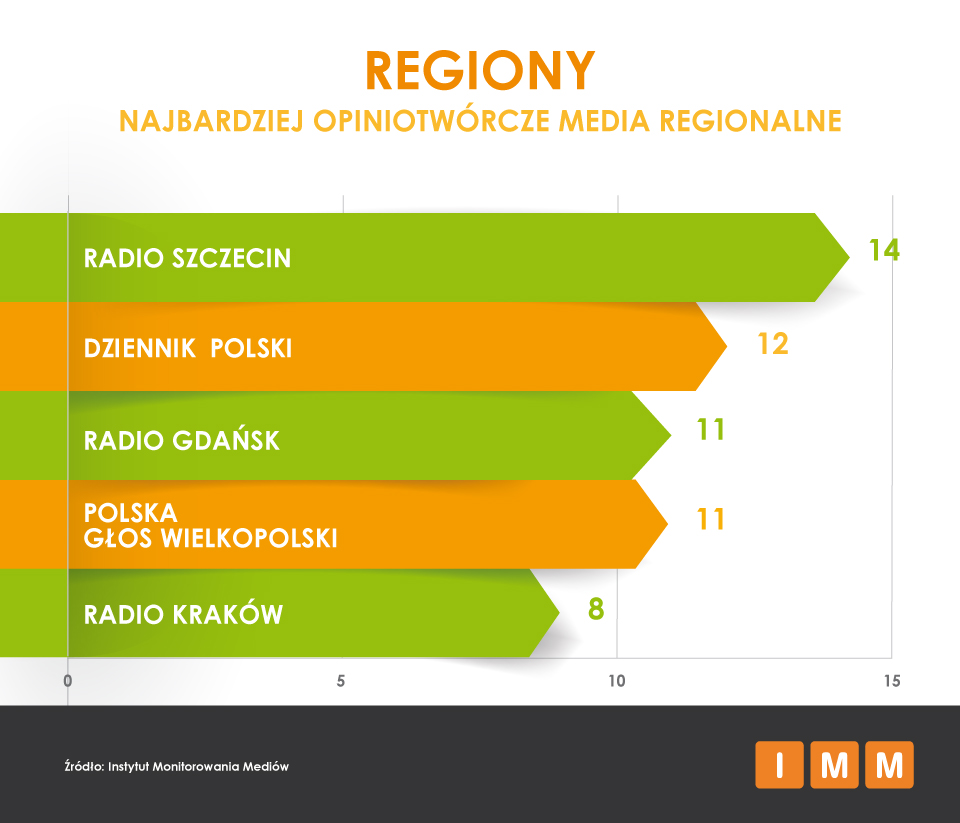 REGIONY
NAJBARDZIEJ OPINIOTWÓRCZE MEDIA REGIONALNE
RADIO SZCZECIN
14
DZIENNIK POLSKI
12
RADIO GDAŃSK
11
POLSKA
GŁOS WIELKOPOLSKI
11
RADIO KRAKÓW
8
0 5 10 15
Źródło: Instytut Monitorowania Mediów
I M M